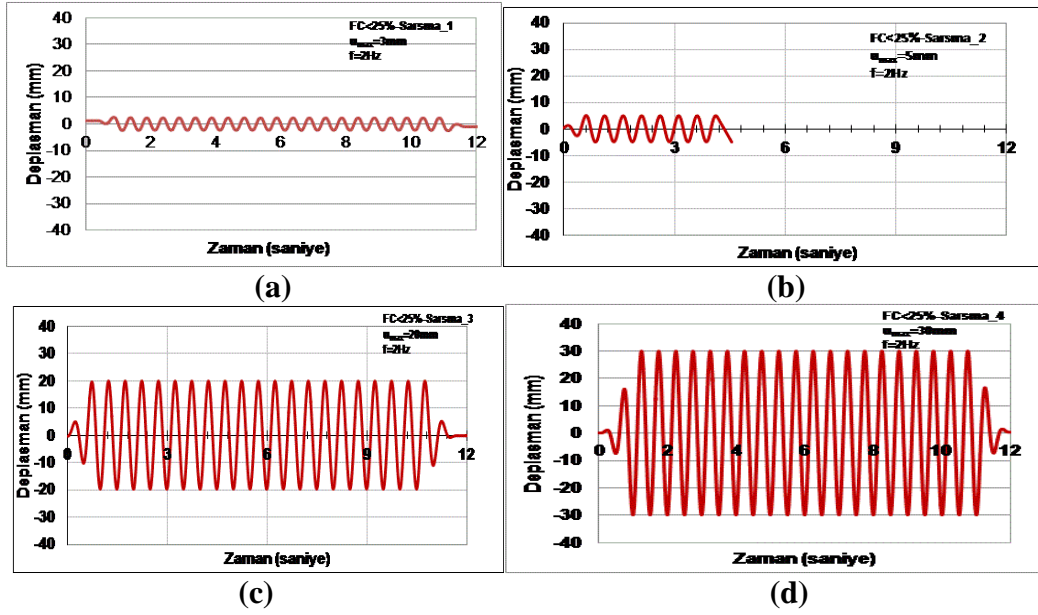 FC<25%-Sarsma_1
u_max=3mm
f=2Hz
Deplasman (mm)
40
30
20
10
0
-10
-20
-30
-40
0 2 4 6 8 10 12
Zaman (saniye)
(a)
FC<25%-Sarsma_2
u_max=5mm
f=2Hz
Deplasman (mm)
40
30
20
10
0
-10
-20
-30
-40
0 3 6 9 12
Zaman (saniye)
(b)
FC<25%-Sarsma_3
u_max=20mm
f=2Hz
Deplasman (mm)
40
30
20
10
0
-10
-20
-30
-40
0 3 6 9 12
Zaman (saniye)
(c)
FC<25%-Sarsma_4
u_max=30mm
f=2Hz
Deplasman (mm)
40
30
20
10
0
-10
-20
-30
-40
0 2 4 6 8 10 12
Zaman (saniye)
(d)